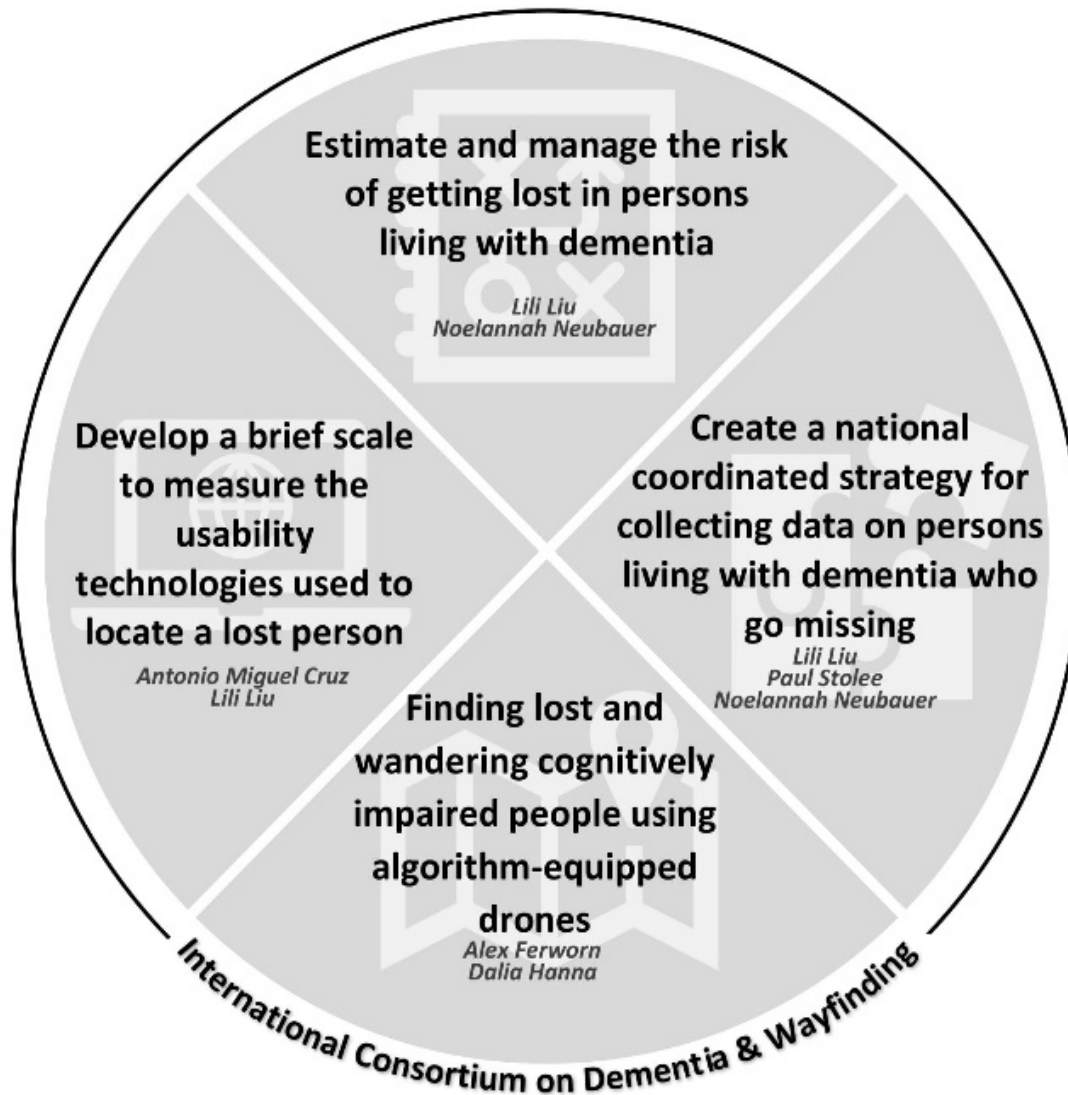 Estimate and manage the risk
of getting lost in persons
living with dementia
Lili Liu
Noelannah Neubauer
Develop a brief scale
to measure the
usability
technologies used to
locate a lost person
Antonio Miguel Cruz
Lili Liu
Create a national
coordinated strategy for
collecting data on persons
living with dementia who
go missing
Lili Liu
Paul Stolee
Noelannah Neubauer
Finding lost and
wandering cognitively
impaired people using
algorithm-equipped
drones
Alex Ferworn
Dalia Hanna
International Consortium on Dementia & Wayfinding